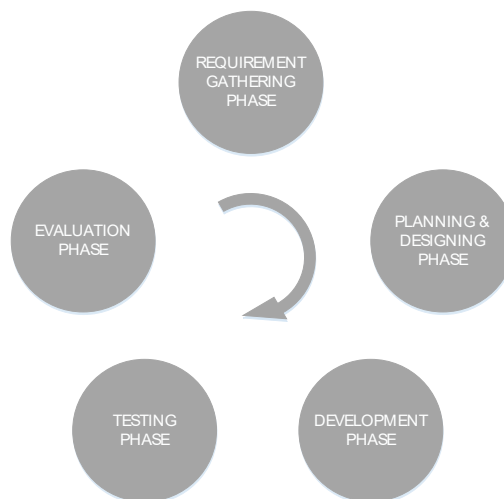 REQUIREMENT
GATHERING
PHASE
PLANNING &
DESIGNING
PHASE
DEVELOPMENT
PHASE
TESTING
PHASE
EVALUATION
PHASE